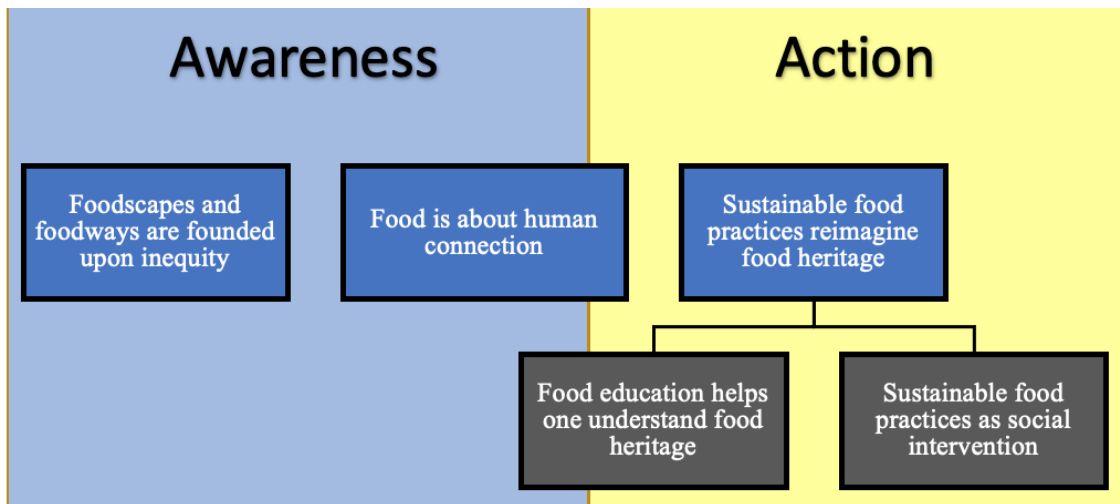 Awareness
Action
Foodscapes and
foodways are founded
upon inequity
Food is about human
connection
Sustainable food
practices reimagine
food heritage
Food education helps
one understand food
heritage
Sustainable food
practices as social
intervention